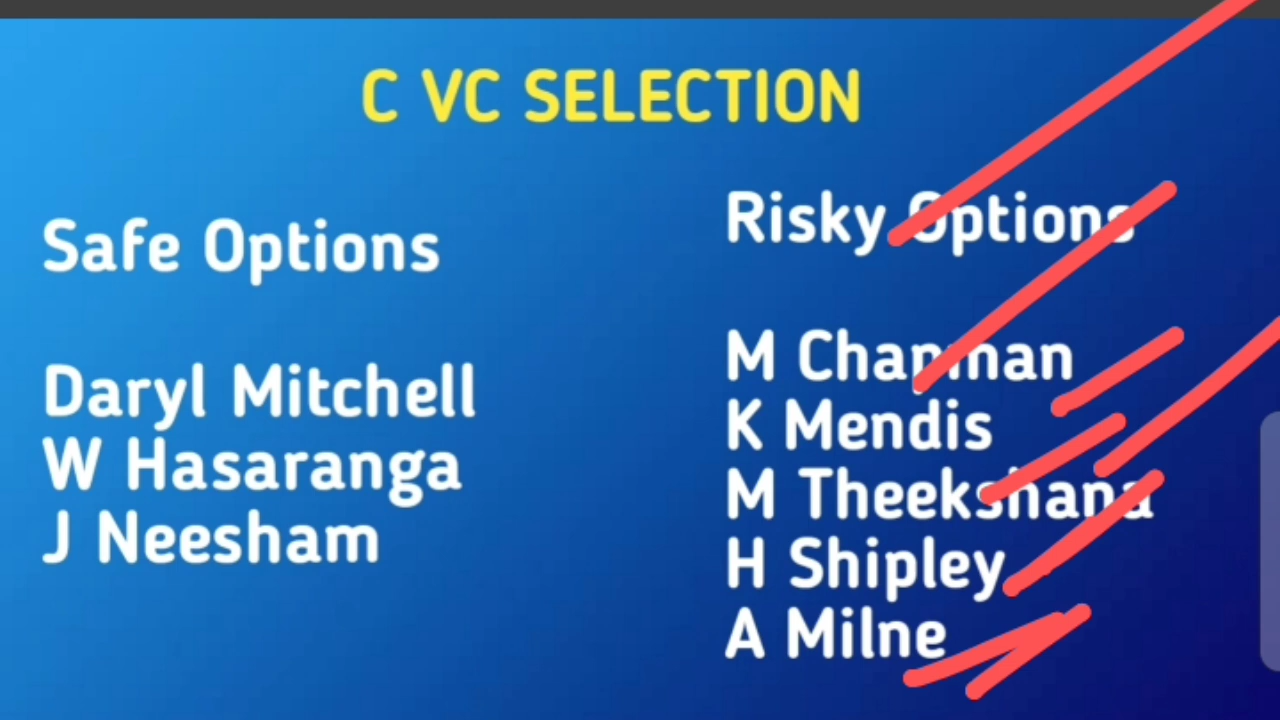 C VC SELECTION
Safe Options
Daryl Mitchell
W Hasaranga
J Neesham
Risky Options
M Chapman
K Mendis
M Theekshana
H Shipley
A Milne